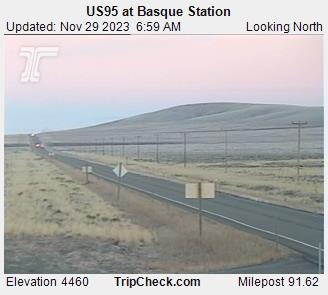 US95 at Basque Station
Updated: Nov 29 2023 6:59 AM Looking North
Elevation 4460 TripCheck.com Milepost 91.62